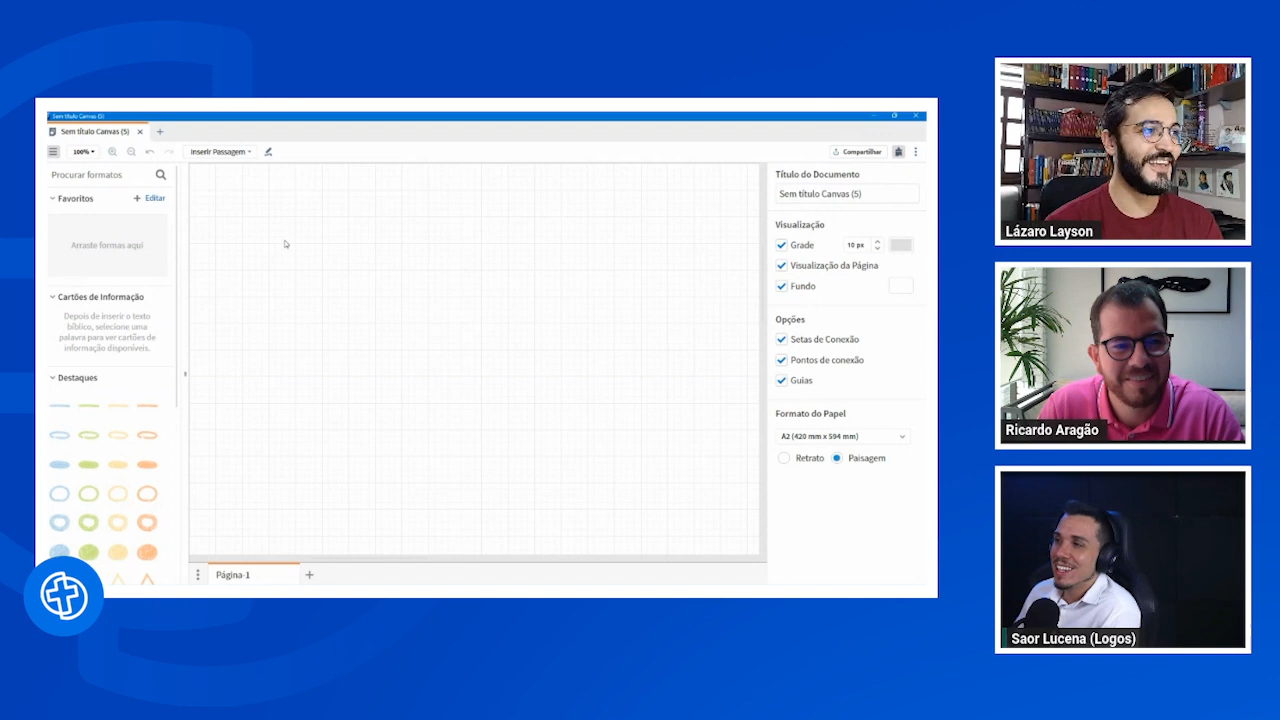 Sem título Canvas (5)
Sem título Canvas (5)
100%
Inserir Passagem
Compartilhar
Procurar formatos
Favoritos
Editar
Arraste formas aqui
Cartões de Informação
Depois de inserir o texto
bíblico, selecione uma
palavra para ver cartões de
informação disponíveis.
Destaques
Página-1
Título do Documento
Sem título Canvas (5)
Visualização
Grade 10 px
Visualização da Página
Fundo
Opções
Setas de Conexão
Pontos de conexão
Guias
Formato do Papel
A2 (420 mm x 594 mm)
Retrato Paisagem
Lázaro Layson
Ricardo Aragão
Saor Lucena (Logos)